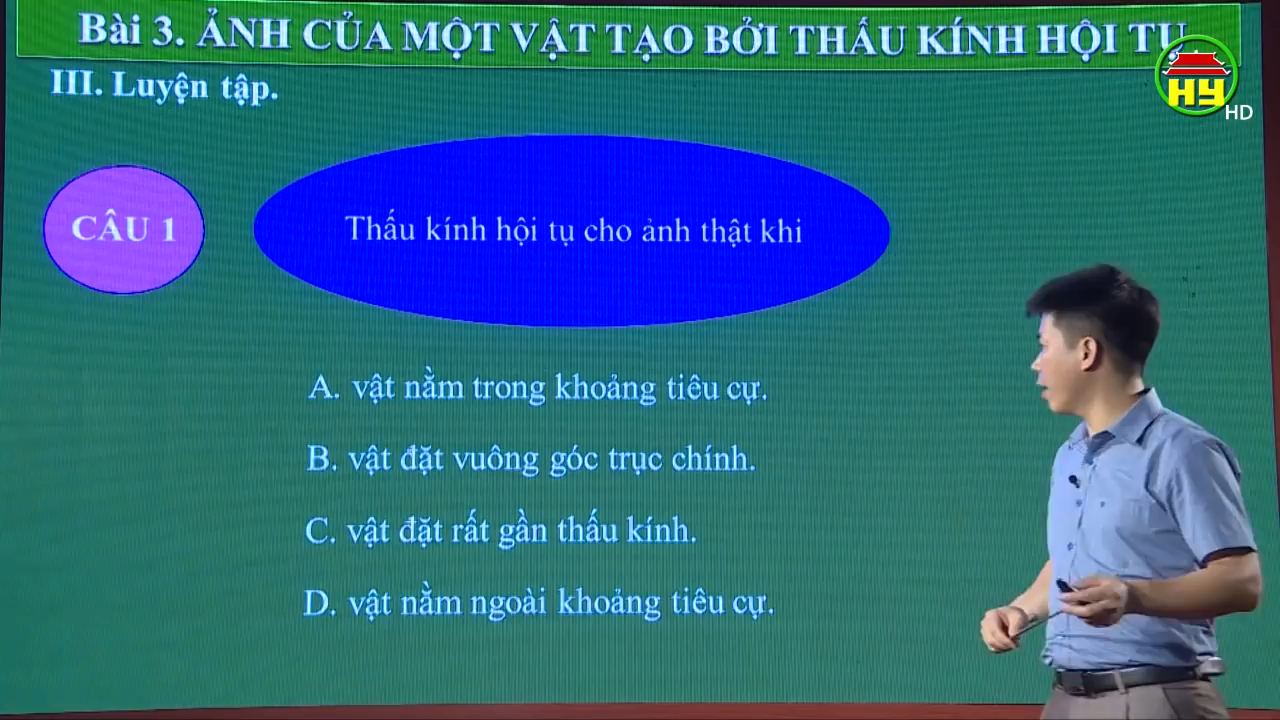 Bài 3. ẢNH CỦA MỘT VẬT TẠO BỞI THẤU KÍNH HỘI TỤ
HY
HD
III. Luyện tập.
CÂU 1
Thấu kính hội tụ cho ảnh thật khi
A. vật nằm trong khoảng tiêu cự.
B. vật đặt vuông góc trục chính.
C. vật đặt rất gần thấu kính.
D. vật nằm ngoài khoảng tiêu cự.